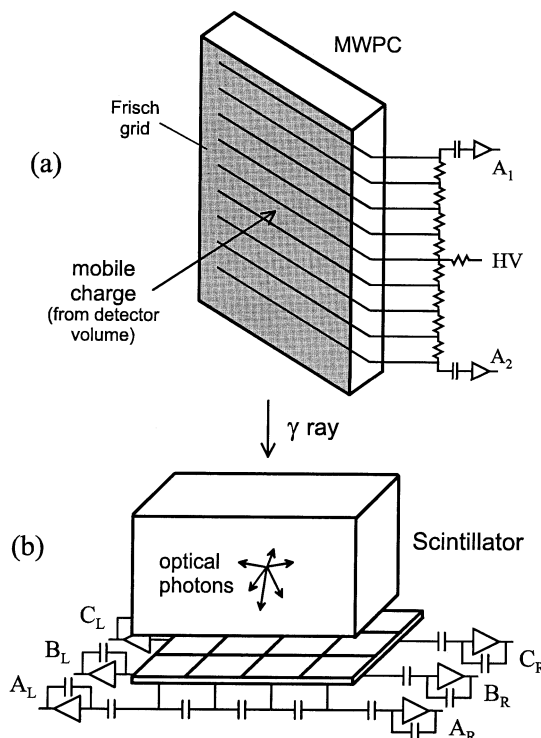 MWPC
Frisch
grid
(a)
A1
HV
mobile
charge
(from detector
volume)
A2
γ ray
(b)
Scintillator
optical
photons
CL
BL
AL
CR
BR
AR